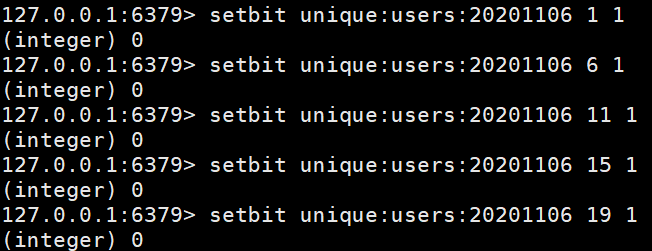 127.0.0.1:6379> setbit unique:users:20201106 1 1
(integer) 0
127.0.0.1:6379> setbit unique:users:20201106 6 1
(integer) 0
127.0.0.1:6379> setbit unique:users:20201106 11 1
(integer) 0
127.0.0.1:6379> setbit unique:users:20201106 15 1
(integer) 0
127.0.0.1:6379> setbit unique:users:20201106 19 1
(integer) 0